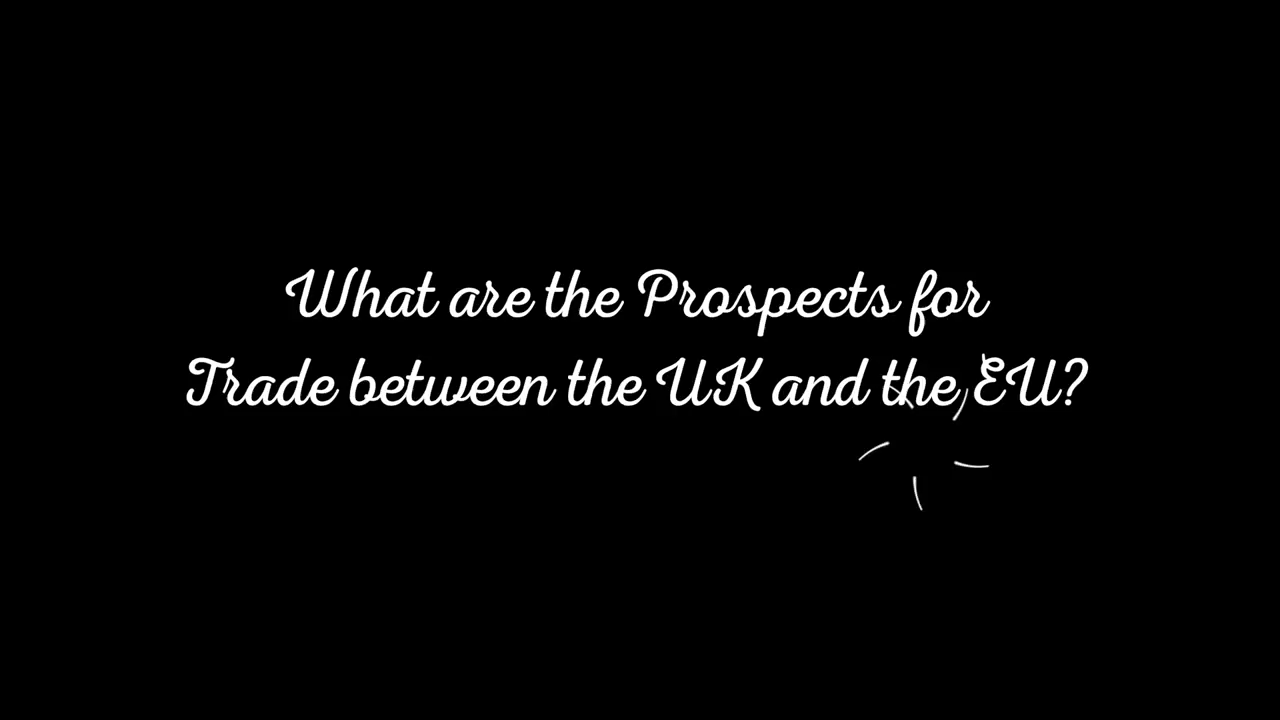 What are the Prospects for
Trade between the UK and the EU?